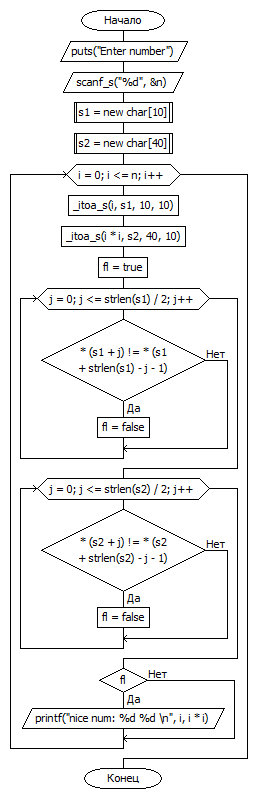 Начало
puts("Enter number")
scanf_s("%d", &n)
s1 = new char[10]
s2 = new char[40]
i = 0; i <= n; i++
_itoa_s(i, s1, 10, 10)
_itoa_s(i * i, s2, 40, 10)
fl = true
j = 0; j <= strlen(s1) / 2; j++
* (s1 + j) != * (s1
+ strlen(s1) - j - 1)
Нет
Да
fl = false
j = 0; j <= strlen(s2) / 2; j++
* (s2 + j) != * (s2
+ strlen(s2) - j - 1)
Нет
Да
fl = false
fl
Нет
Да
printf("nice num: %d %d \n", i, i * i)
Конец